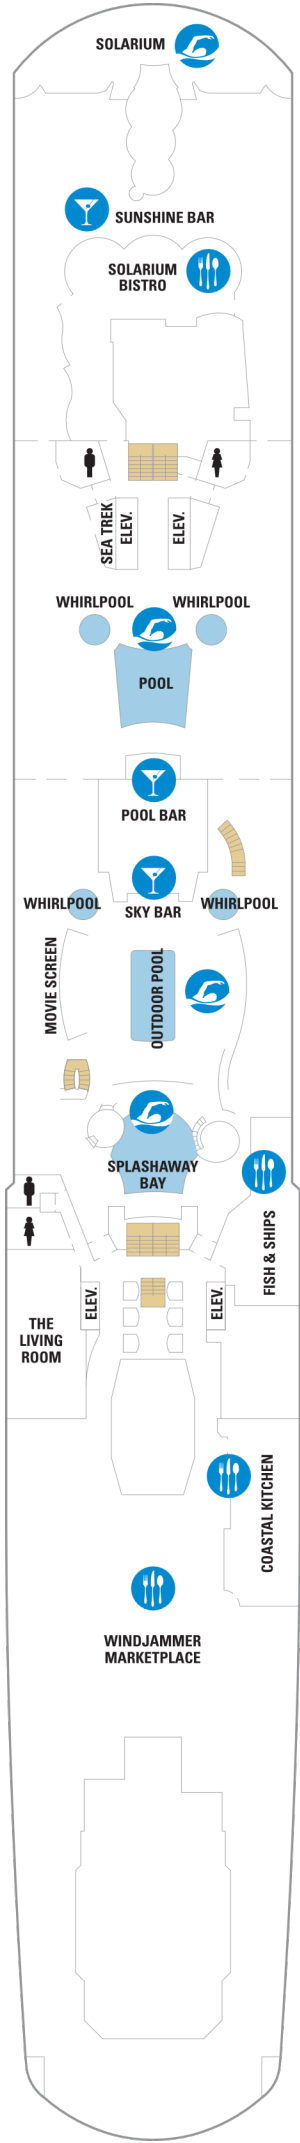 SOLARIUM
SUNSHINE BAR
SOLARIUM
BISTRO
SEA TREK
ELEV.
ELEV.
WHIRLPOOL
WHIRLPOOL
POOL
POOL BAR
WHIRLPOOL
SKY BAR
WHIRLPOOL
MOVIE SCREEN
OUTDOOR POOL
SPLASHAWAY
BAY
FISH & SHIPS
ELEV.
ELEV.
THE
LIVING
ROOM
COASTAL KITCHEN
WINDJAMMER
MARKETPLACE